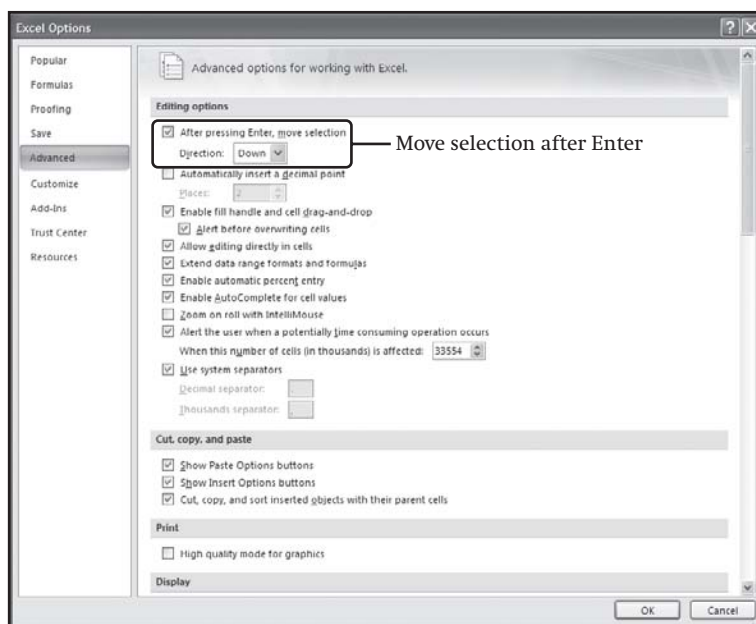 Excel Options
Popular
Formulas
Proofing
Save
Advanced
Customize
Add-Ins
Trust Center
Resources
Advanced options for working with Excel.
Editing options
After pressing Enter, move selection
Direction: Down
Move selection after Enter
Automatically insert a decimal point
Places: 2
Enable fill handle and cell drag-and-drop
Alert before overwriting cells
Allow editing directly in cells
Extend data range formats and formulas
Enable automatic percent entry
Enable AutoComplete for cell values
Zoom on roll with IntelliMouse
Alert the user when a potentially time consuming operation occurs
When this number of cells (in thousands) is affected: 33554
Use system separators
Decimal separator:
Thousands separator:
Cut, copy, and paste
Show Paste Options buttons
Show Insert Options buttons
Cut, copy, and sort inserted objects with their parent cells
Print
High quality mode for graphics
Display
OK Cancel